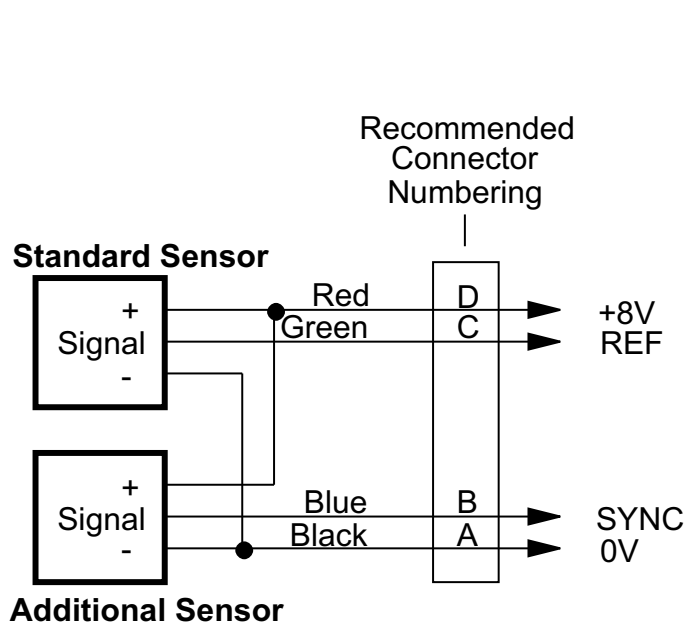 Recommended
Connector
Numbering
Standard Sensor
+
Signal
-
Red
Green
D
C
+8V
REF
+
Signal
-
Blue
Black
B
A
SYNC
0V
Additional Sensor